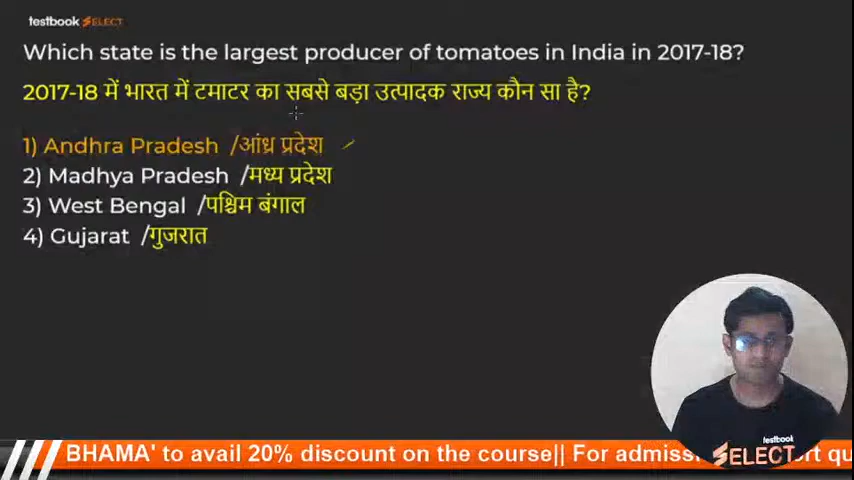 testbook SELECT
Which state is the largest producer of tomatoes in India in 2017-18?
2017-18 में भारत में टमाटर का सबसे बड़ा उत्पादक राज्य कौन सा है?
1) Andhra Pradesh /आंध्र प्रदेश
2) Madhya Pradesh /मध्य प्रदेश
3) West Bengal /पश्चिम बंगाल
4) Gujarat /गुजरात
testbook
SELECT
BHAMA' to avail 20% discount on the course|| For admiss